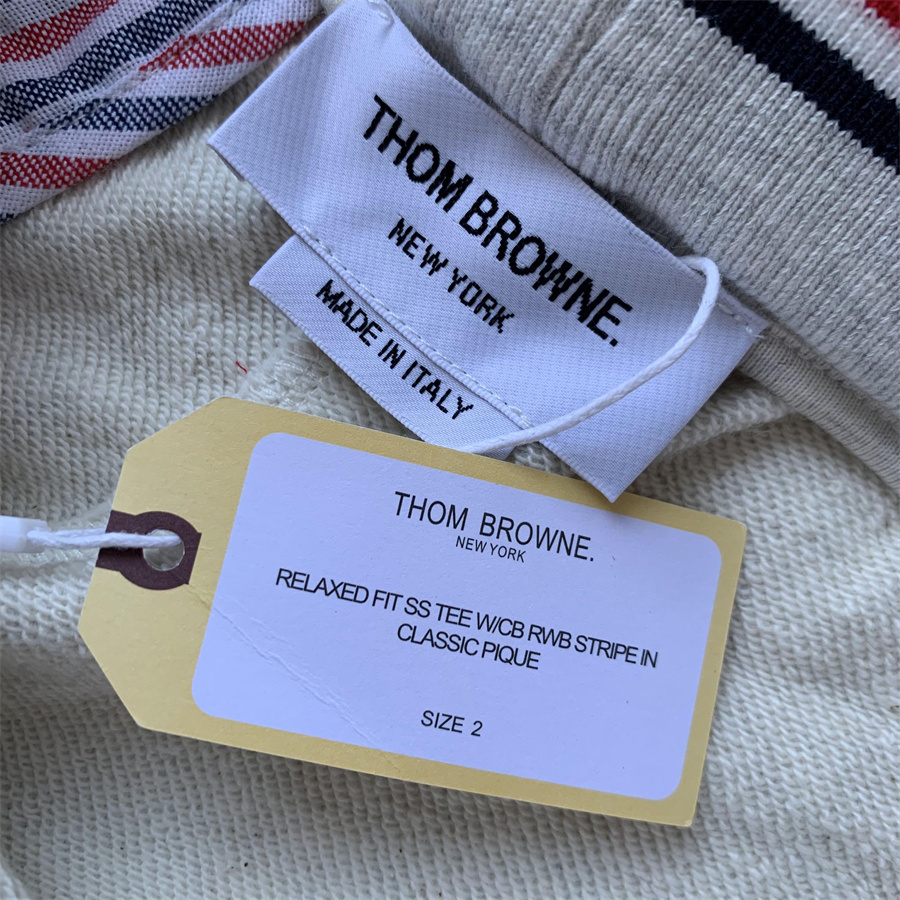 THOM BROWNE.
NEW YORK
MADE IN ITALY
THOM BROWNE.
NEW YORK
RELAXED FIT SS TEE W/CB RWB STRIPE IN
CLASSIC PIQUE
SIZE 2